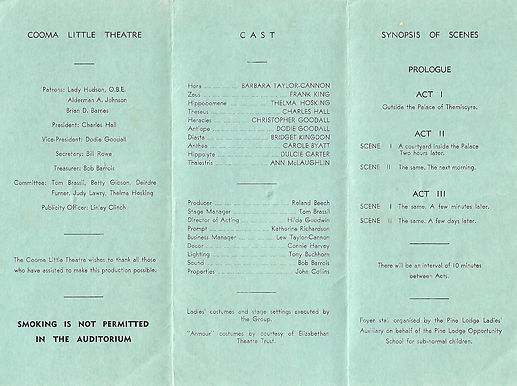 COOMA LITTLE THEATRE
Patrons: Lady Hudson, O.B.E.
Alderman A. Johnson
Brian D. Barnes
President: Charles Hall
Vice-President: Dodie Goodall
Secretary: Bill Rowe
Treasurer: Bob Barrois
Committee: Tom Brassil, Betty Gibson, Deirdre
Furner, Judy Lawry, Thelma Hosking
Publicity Officer: Linley Clinch
The Cooma Little Theatre wishes to thank all those
who have assisted to make this production possible.
SMOKING IS NOT PERMITTED
IN THE AUDITORIUM
CAST
Hera ... BARBARA TAYLOR-CANNON
Zeus ... FRANK KING
Hippobomene ... THELMA HOSKING
Theseus ... CHARLES HALL
Heracles ... CHRISTOPHER GOODALL
Antiope ... DODIE GOODALL
Diasta ... BRIDGET KINGDON
Anthea ... CAROLE BYATT
Hippolyte ... DULCIE CARTER
Thalestris ... ANN McLAUGHLIN
Producer ... Roland Beech
Stage Manager ... Tom Brassil
Director of Acting ... Hilda Goodwin
Prompt ... Katherine Richardson
Business Manager ... Lew Taylor-Cannon
Decor ... Connie Harvey
Lighting ... Tony Buchhorn
Sound ... Bob Barrois
Properties ... John Collins
Ladies' costumes and stage settings executed by
the Group.
"Armour" costumes by courtesy of Elizabethan
Theatre Trust.
SYNOPSIS OF SCENES
PROLOGUE
ACT I
Outside the Palace of Themiscyra.
ACT II
SCENE I A courtyard inside the Palace
Two hours later.
SCENE II The same. The next morning.
ACT III
SCENE I The same. A few minutes later.
SCENE II The same. A few days later.
There will be an interval of 10 minutes
between Acts.
Foyer stall organised by the Pine Lodge Ladies'
Auxiliary on behalf of the Pine Lodge Opportunity
School for sub-normal children.